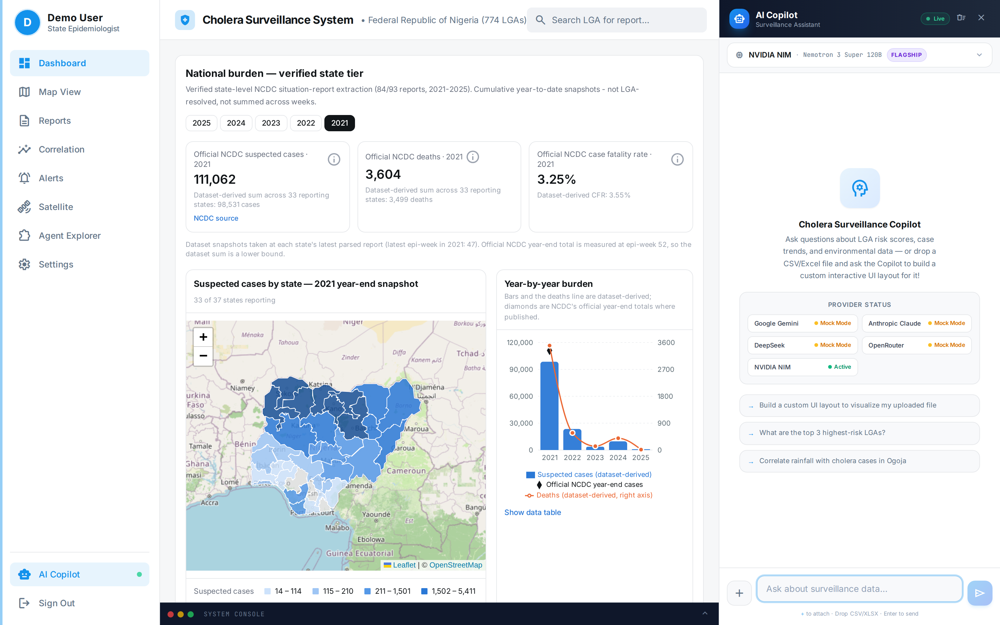 D
Demo User
State Epidemiologist
Dashboard
Map View
Reports
Correlation
Alerts
Satellite
Agent Explorer
Settings
AI Copilot
Sign Out
Cholera Surveillance System • Federal Republic of Nigeria (774 LGAs)
Search LGA for report...
National burden — verified state tier
Verified state-level NCDC situation-report extraction (84/93 reports, 2021-2025). Cumulative year-to-date snapshots - not LGA-
resolved, not summed across weeks.
2025 2024 2023 2022 2021
Official NCDC suspected cases ·
2021
111,062
Dataset-derived sum across 33 reporting
states: 98,531 cases
NCDC source
Official NCDC deaths · 2021
3,604
Dataset-derived sum across 33 reporting
states: 3,499 deaths
Official NCDC case fatality rate ·
2021
3.25%
Dataset-derived CFR: 3.55%
Dataset snapshots taken at each state's latest parsed report (latest epi-week in 2021: 47). Official NCDC year-end total is measured at epi-week 52, so the
dataset sum is a lower bound.
Suspected cases by state — 2021 year-end snapshot
33 of 37 states reporting
+
−
Mali
Niger
Borkou
Ménaka
Tahoua
Zinder
Diffa
Kanem كانم
Tchad
Batha
Niamey
Katsina
N'Djaména
انجمينا
Sokoto
Kano
Borno
urkina
Faso
ulasso
Kaduna
Bauchi
Maroua
Niger
Tamale
Bénin
Ilorin
Nigeria
Garoua
Ghana
Makurdi
Ibadan
Cameroun
masi
Lomé
Porto-Novo
Enugu
Bamenda
Onitsha
Accra
Port Harcourt
Yaoundé
Est
Bangu
Malabo
Ebolowa
Guinea Ecuatorial
Leaflet | © OpenStreetMap
Suspected cases 14 – 114 115 – 210 211 – 1,501 1,502 – 5,411
Year-by-year burden
Bars and the deaths line are dataset-derived;
diamonds are NCDC's official year-end totals where
published.
120,000 3600
90,000 2700
60,000 1800
30,000 900
0 0
2021 2022 2023 2024 2025
Suspected cases (dataset-derived)
Official NCDC year-end cases
Deaths (dataset-derived, right axis)
Show data table
SYSTEM CONSOLE
AI Copilot
Surveillance Assistant
Live
NVIDIA NIM · Nemotron 3 Super 120B FLAGSHIP
Cholera Surveillance Copilot
Ask questions about LGA risk scores, case
trends, and environmental data — or drop a
CSV/Excel file and ask the Copilot to build a
custom interactive UI layout for it!
PROVIDER STATUS
Google Gemini Mock Mode
Anthropic Claude Mock Mode
DeepSeek Mock Mode
OpenRouter Mock Mode
NVIDIA NIM Active
→ Build a custom UI layout to visualize my uploaded file
→ What are the top 3 highest-risk LGAs?
→ Correlate rainfall with cholera cases in Ogoja
Ask about surveillance data...
+ to attach · Drop CSV/XLSX · Enter to send